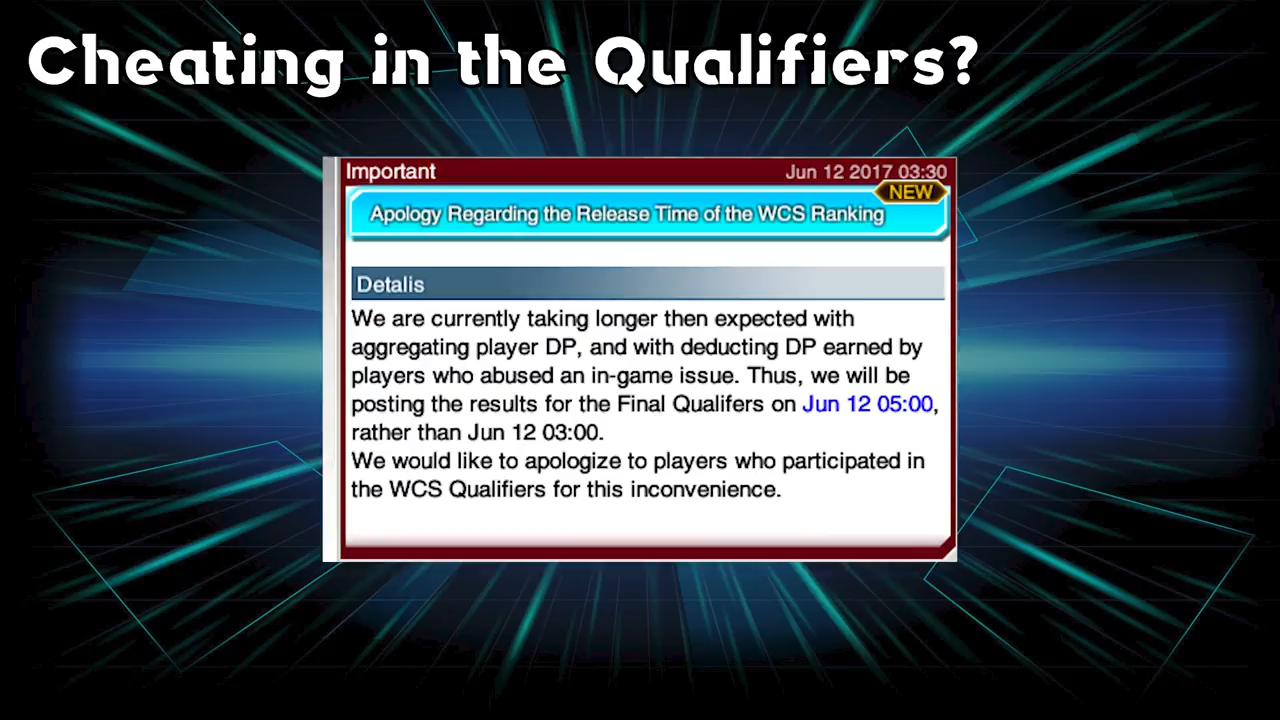 Cheating in the Qualifiers?
Important
Jun 12 2017 03:30
NEW
Apology Regarding the Release Time of the WCS Ranking
Detalis
We are currently taking longer then expected with
aggregating player DP, and with deducting DP earned by
players who abused an in-game issue. Thus, we will be
posting the results for the Final Qualifers on Jun 12 05:00,
rather than Jun 12 03:00.
We would like to apologize to players who participated in
the WCS Qualifiers for this inconvenience.